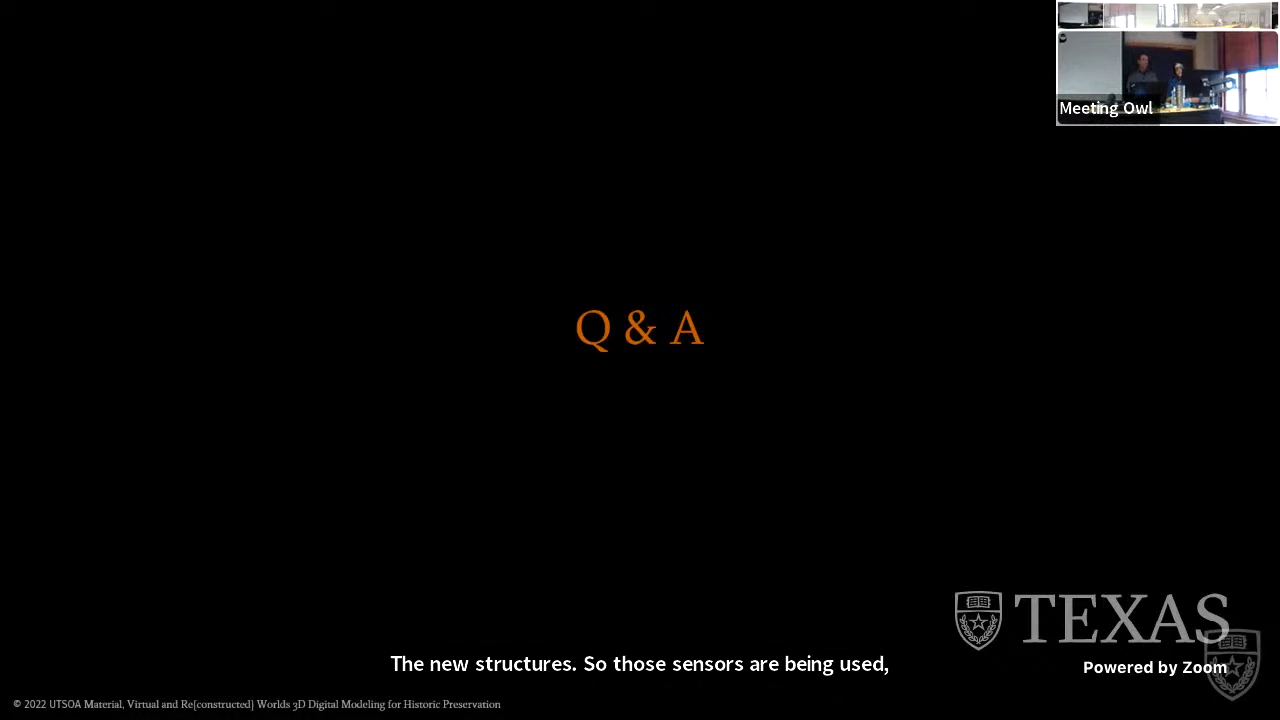 Meeting Owl
Q & A
TEXAS
The new structures. So those sensors are being used,
Powered by Zoom
© 2022 UTSOA Material, Virtual and Re[constructed] Worlds 3D Digital Modeling for Historic Preservation